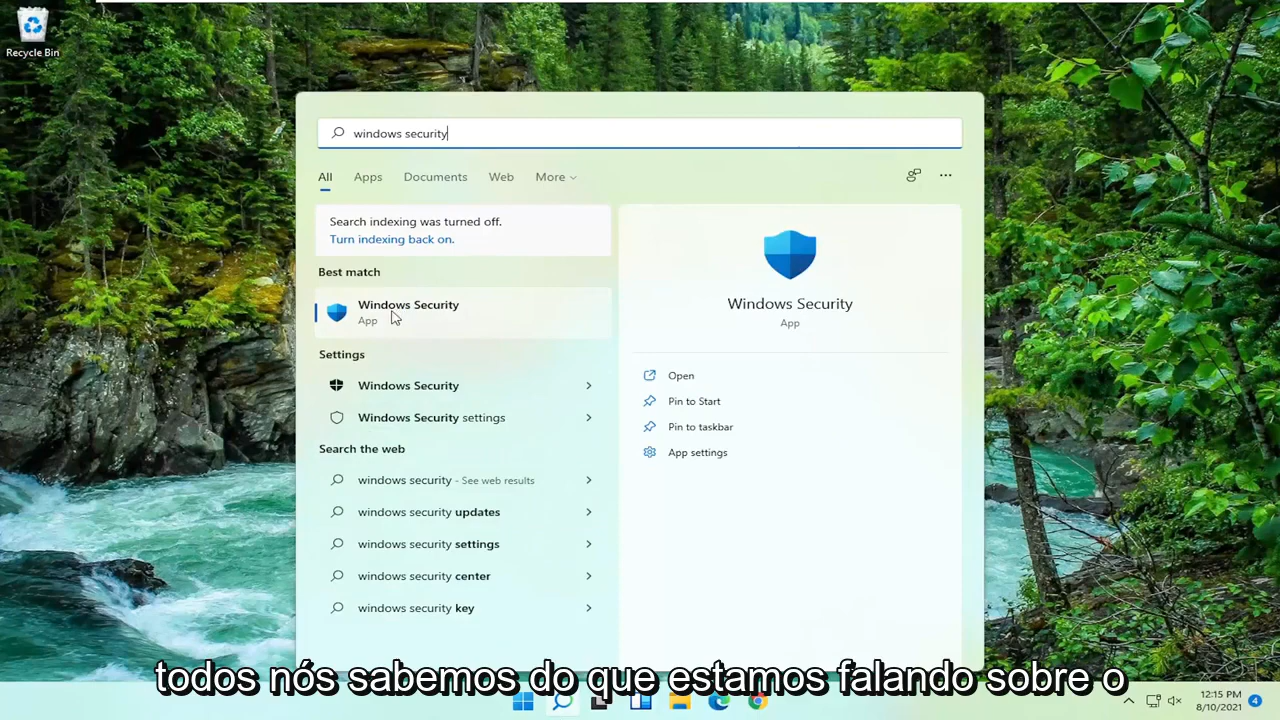 Recycle Bin
windows security
All Apps Documents Web More
Search indexing was turned off.
Turn indexing back on.
Best match
Windows Security
App
Settings
Windows Security
Windows Security settings
Search the web
windows security - See web results
windows security updates
windows security settings
windows security center
windows security key
Windows Security
App
Open
Pin to Start
Pin to taskbar
App settings
todos nós sabemos do que estamos falando sobre o
12:15 PM
8/10/2021
4